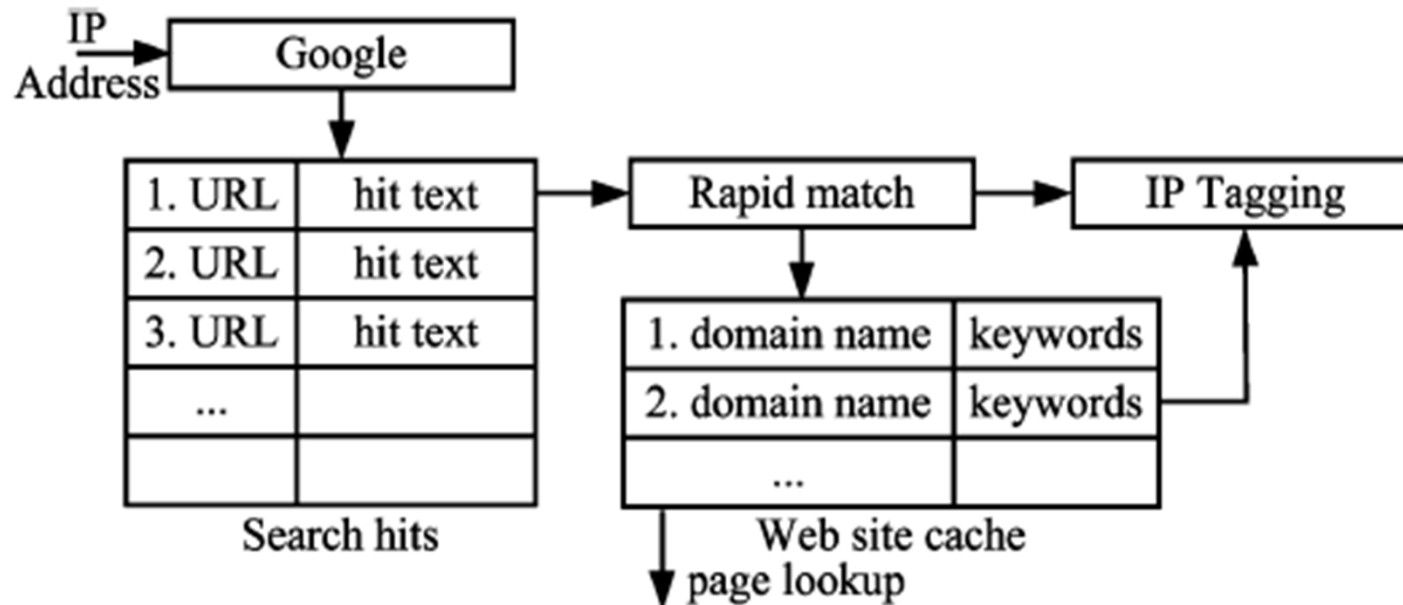 IP
Address
Google
1. URL hit text
2. URL hit text
3. URL hit text
...
Search hits
Rapid match
1. domain name keywords
2. domain name keywords
...
Web site cache
page lookup
IP Tagging